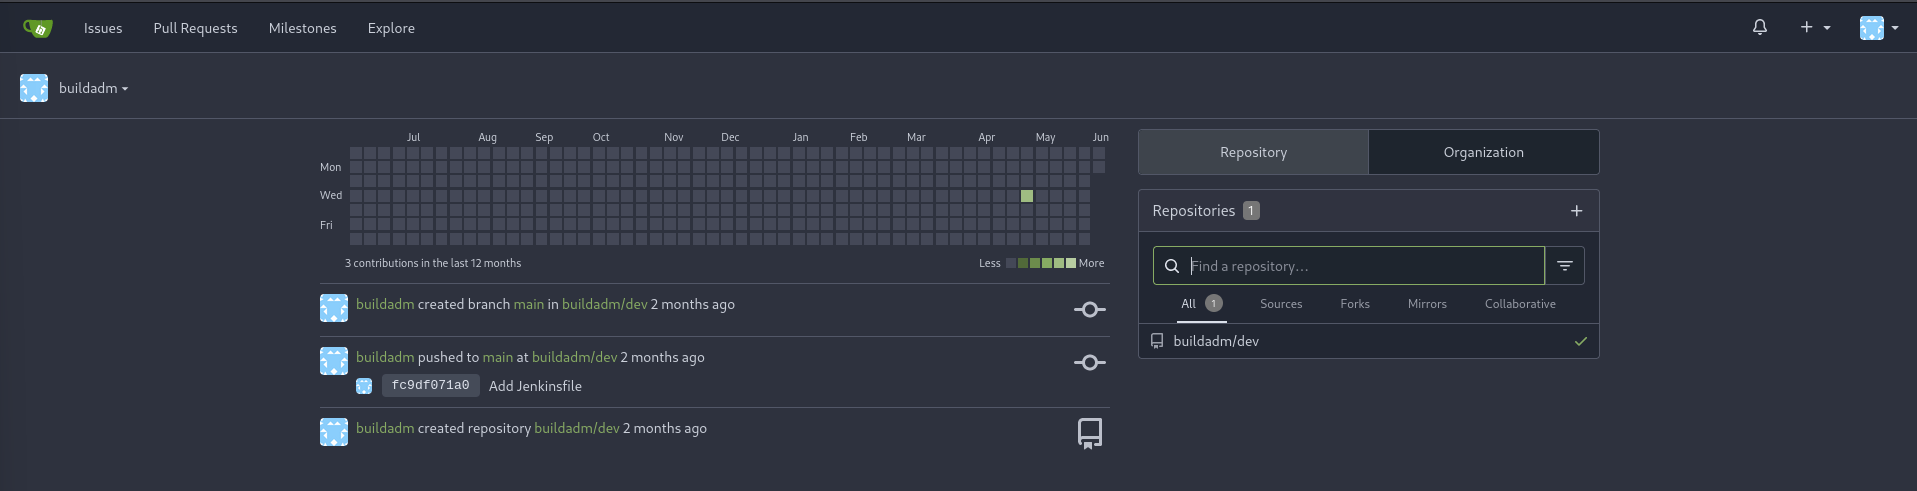 Issues Pull Requests Milestones Explore
buildadm
Jul Aug Sep Oct Nov Dec Jan Feb Mar Apr May Jun
Mon
Wed
Fri
3 contributions in the last 12 months Less More
buildadm created branch main in buildadm/dev 2 months ago
buildadm pushed to main at buildadm/dev 2 months ago
fc9df071a0 Add Jenkinsfile
buildadm created repository buildadm/dev 2 months ago
Repository Organization
Repositories 1
Find a repository...
All 1 Sources Forks Mirrors Collaborative
buildadm/dev